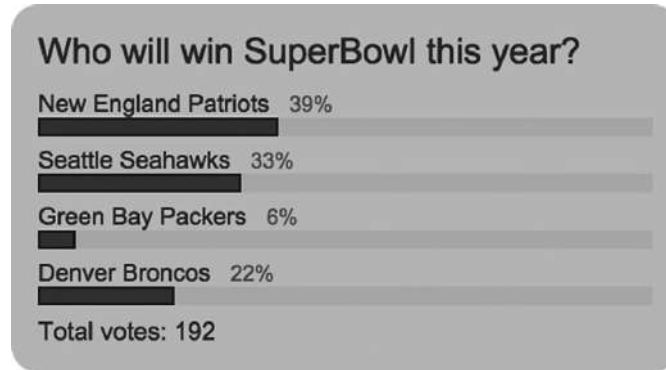 Who will win SuperBowl this year?
New England Patriots 39%
Seattle Seahawks 33%
Green Bay Packers 6%
Denver Broncos 22%
Total votes: 192